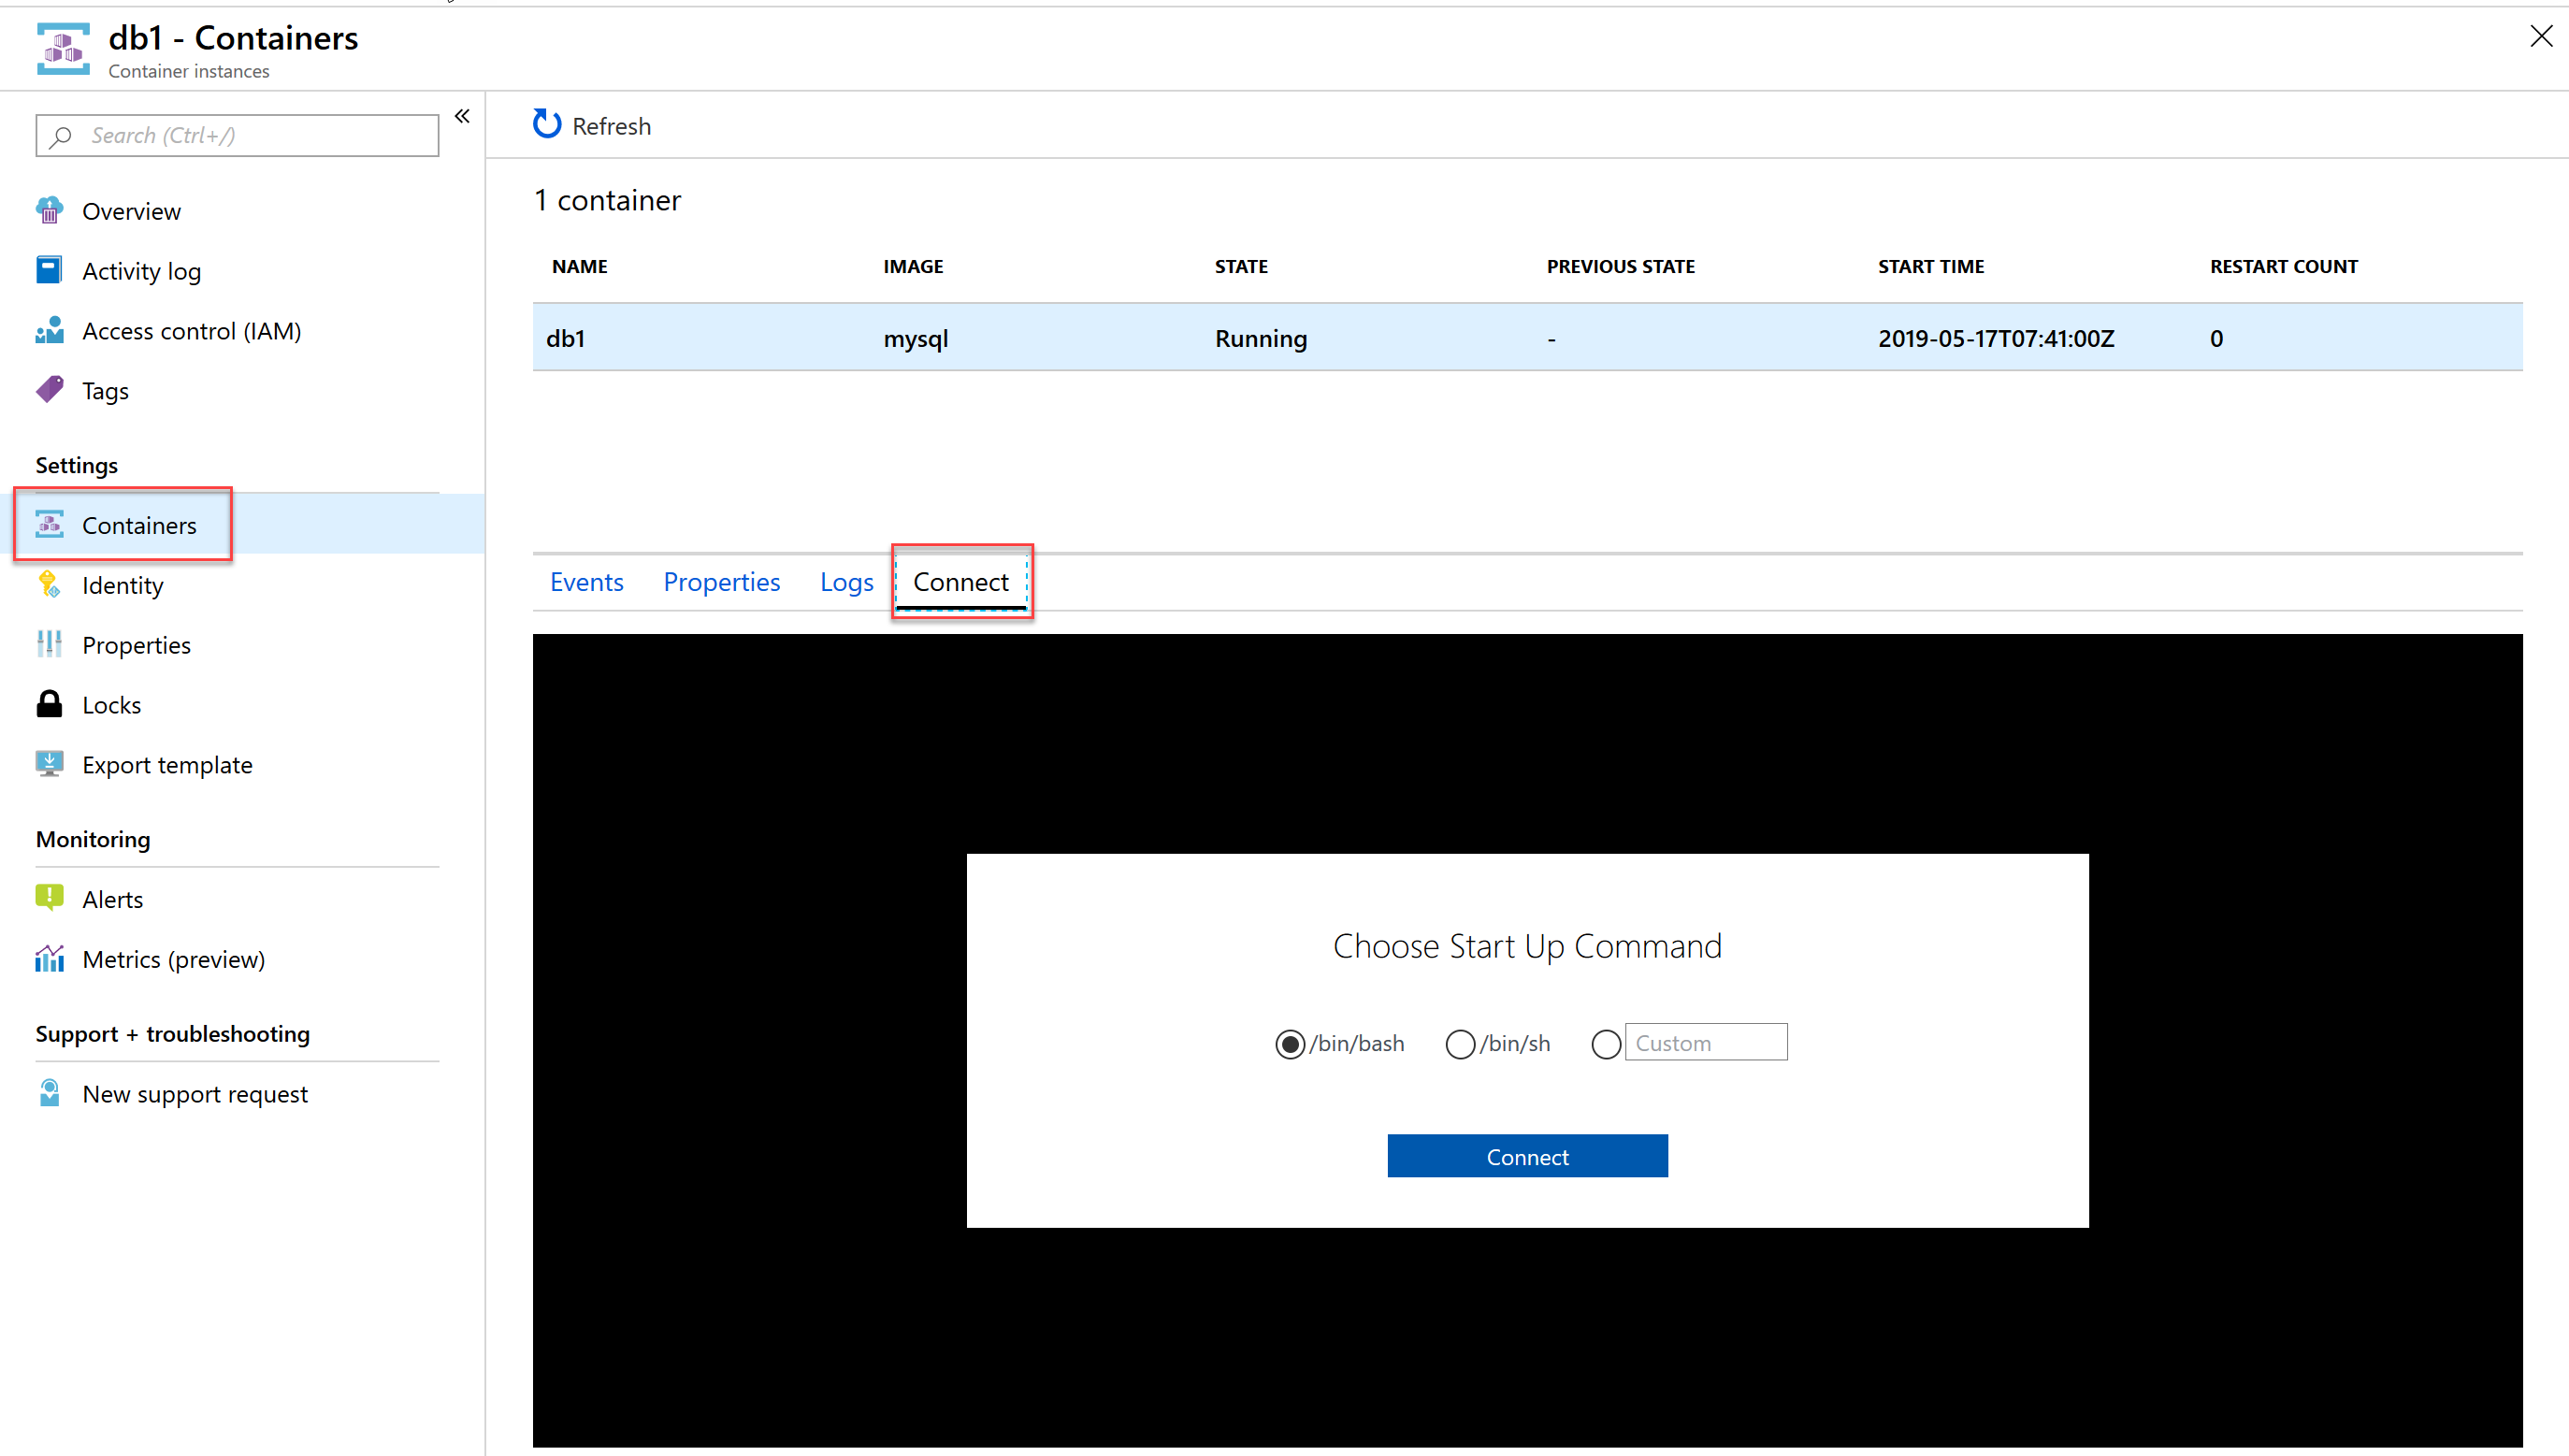 db1 - Containers
Container instances
Search (Ctrl+/)
Overview
Activity log
Access control (IAM)
Tags
Settings
Containers
Identity
Properties
Locks
Export template
Monitoring
Alerts
Metrics (preview)
Support + troubleshooting
New support request
Refresh
1 container
NAME IMAGE STATE PREVIOUS STATE START TIME RESTART COUNT
db1 mysql Running - 2019-05-17T07:41:00Z 0
Events Properties Logs Connect
Choose Start Up Command
/bin/bash /bin/sh Custom
Connect